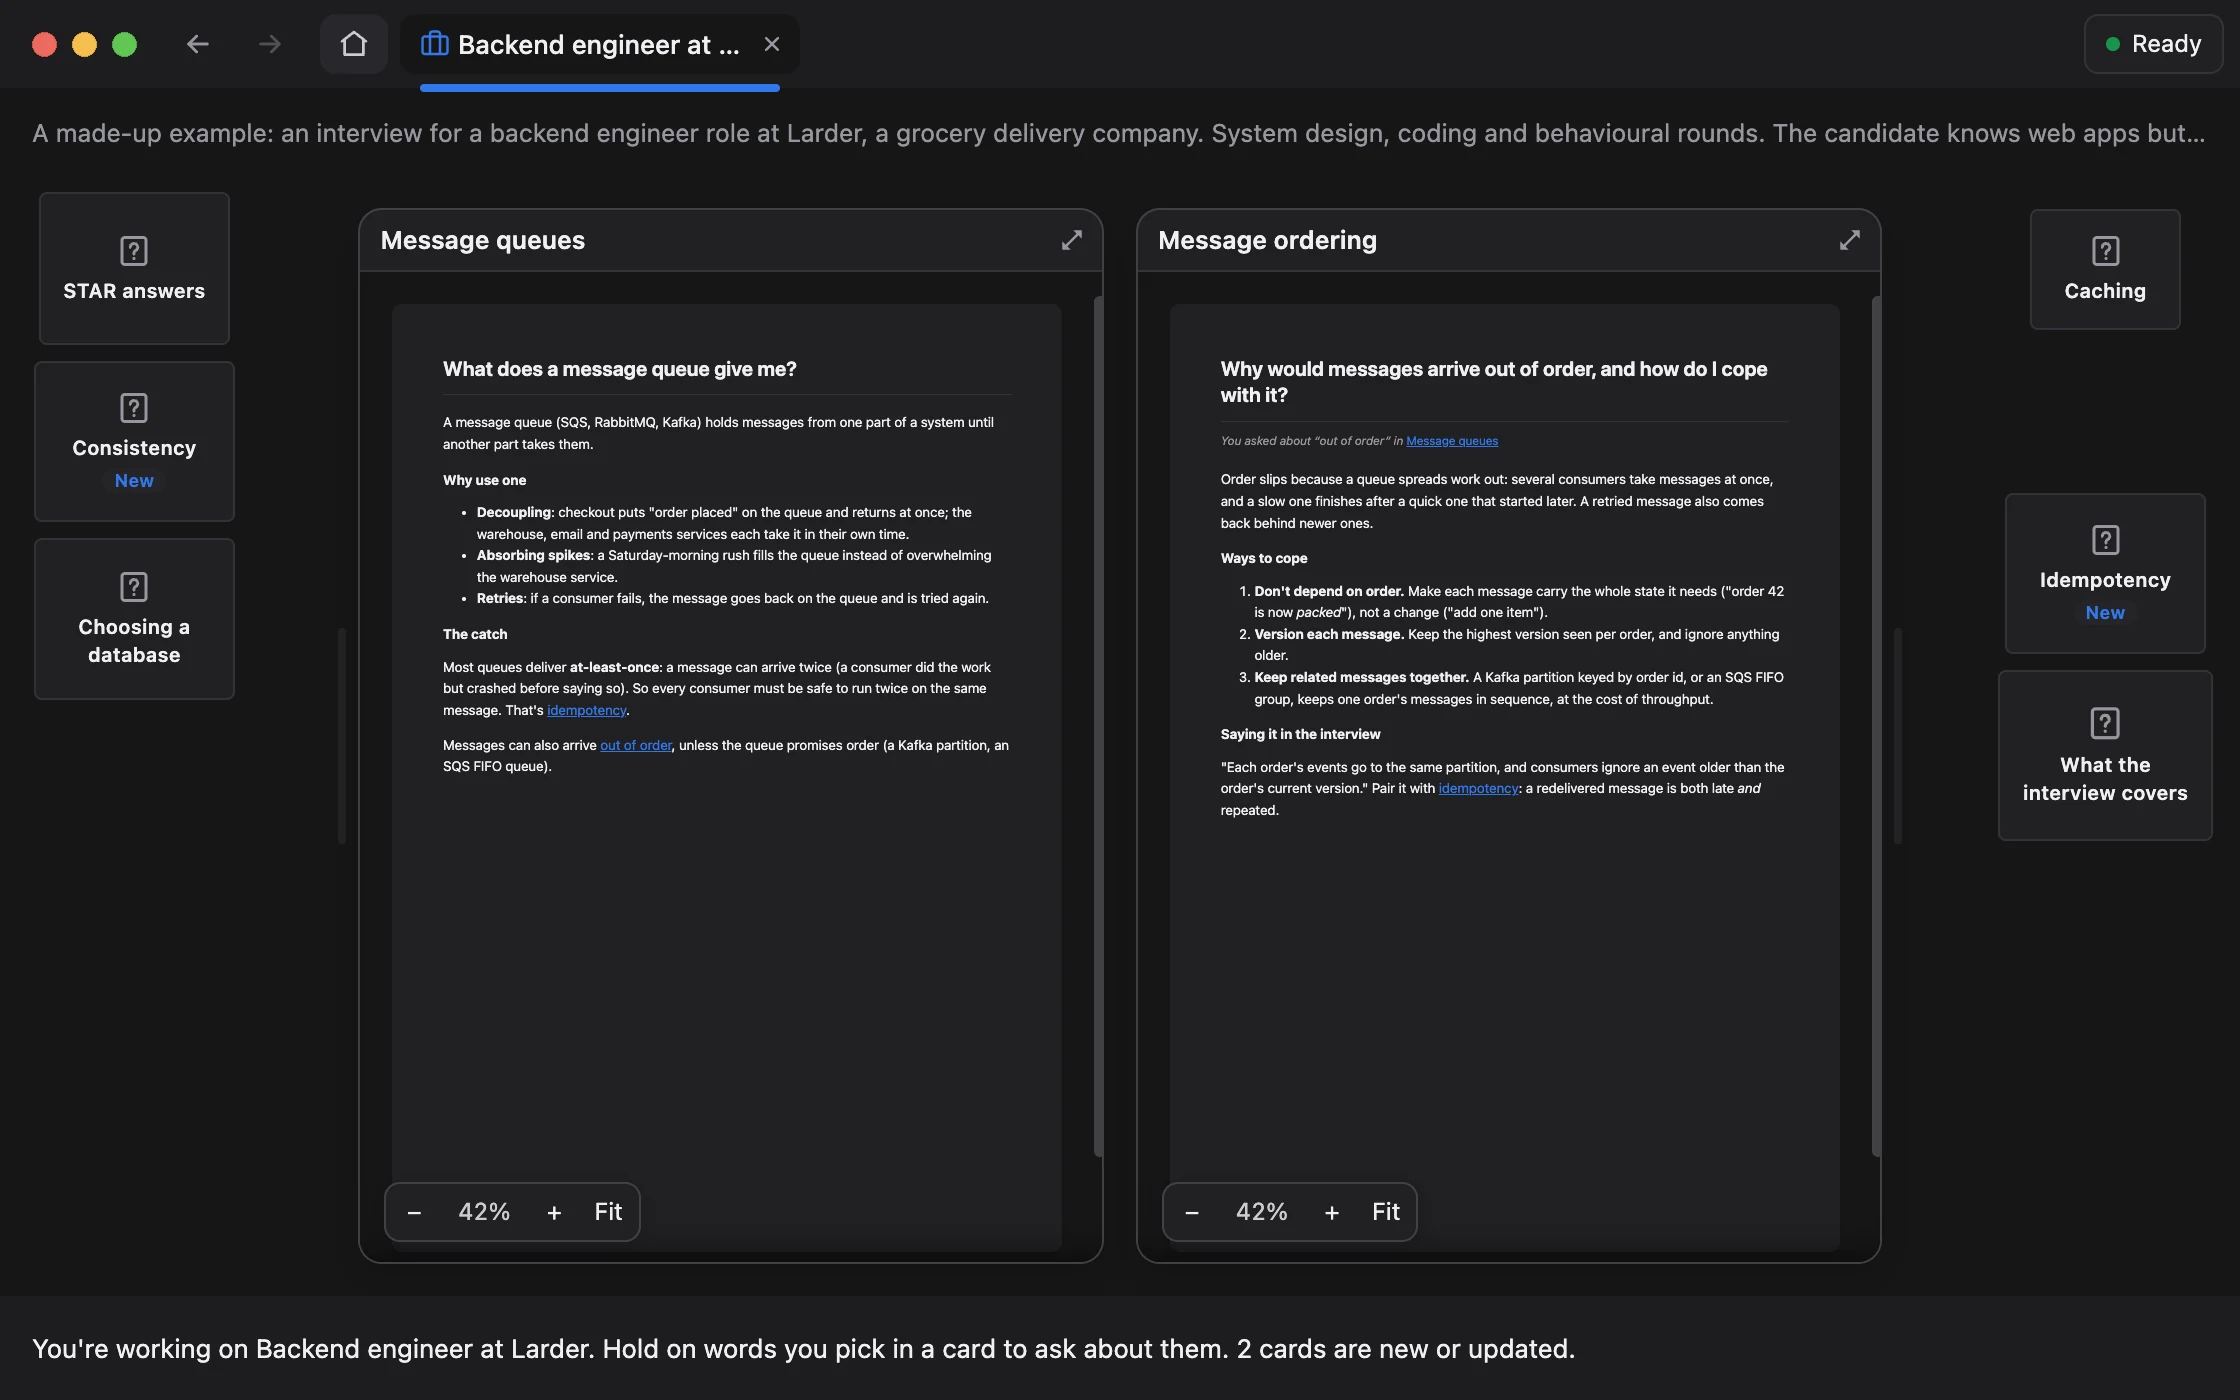 Backend engineer at ...
Ready
A made-up example: an interview for a backend engineer role at Larder, a grocery delivery company. System design, coding and behavioural rounds. The candidate knows web apps but...
STAR answers
Consistency
New
Choosing a
database
Message queues
What does a message queue give me?
A message queue (SQS, RabbitMQ, Kafka) holds messages from one part of a system until
another part takes them.
Why use one
• Decoupling: checkout puts "order placed" on the queue and returns at once; the
warehouse, email and payments services each take it in their own time.
• Absorbing spikes: a Saturday-morning rush fills the queue instead of overwhelming
the warehouse service.
• Retries: if a consumer fails, the message goes back on the queue and is tried again.
The catch
Most queues deliver at-least-once: a message can arrive twice (a consumer did the work
but crashed before saying so). So every consumer must be safe to run twice on the same
message. That's idempotency.
Messages can also arrive out of order, unless the queue promises order (a Kafka partition, an
SQS FIFO queue).
− 42% + Fit
Message ordering
Why would messages arrive out of order, and how do I cope
with it?
You asked about “out of order” in Message queues
Order slips because a queue spreads work out: several consumers take messages at once,
and a slow one finishes after a quick one that started later. A retried message also comes
back behind newer ones.
Ways to cope
1. Don't depend on order. Make each message carry the whole state it needs ("order 42
is now packed"), not a change ("add one item").
2. Version each message. Keep the highest version seen per order, and ignore anything
older.
3. Keep related messages together. A Kafka partition keyed by order id, or an SQS FIFO
group, keeps one order's messages in sequence, at the cost of throughput.
Saying it in the interview
"Each order's events go to the same partition, and consumers ignore an event older than the
order's current version." Pair it with idempotency: a redelivered message is both late and
repeated.
− 42% + Fit
Caching
Idempotency
New
What the
interview covers
You're working on Backend engineer at Larder. Hold on words you pick in a card to ask about them. 2 cards are new or updated.